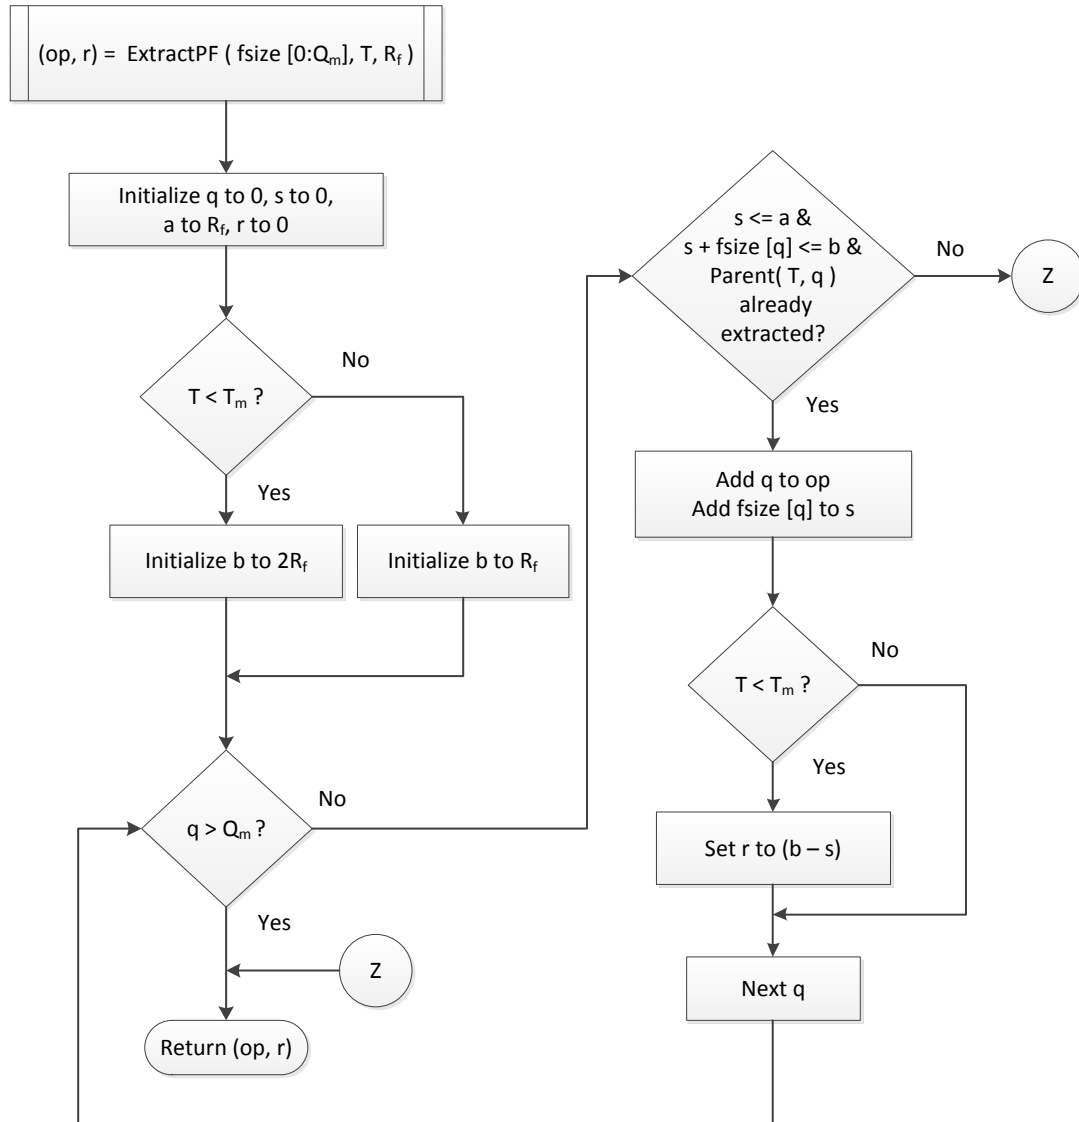 (op, r) = ExtractPF ( fsize [0:Qm], T, Rf )
Initialize q to 0, s to 0,
a to Rf, r to 0
T < Tm ?
No
Yes
Initialize b to 2Rf
Initialize b to Rf
q > Qm ?
No
Yes
Z
Return (op, r)
s <= a &
s + fsize [q] <= b &
Parent( T, q )
already
extracted?
No
Z
Yes
Add q to op
Add fsize [q] to s
T < Tm ?
No
Yes
Set r to (b – s)
Next q